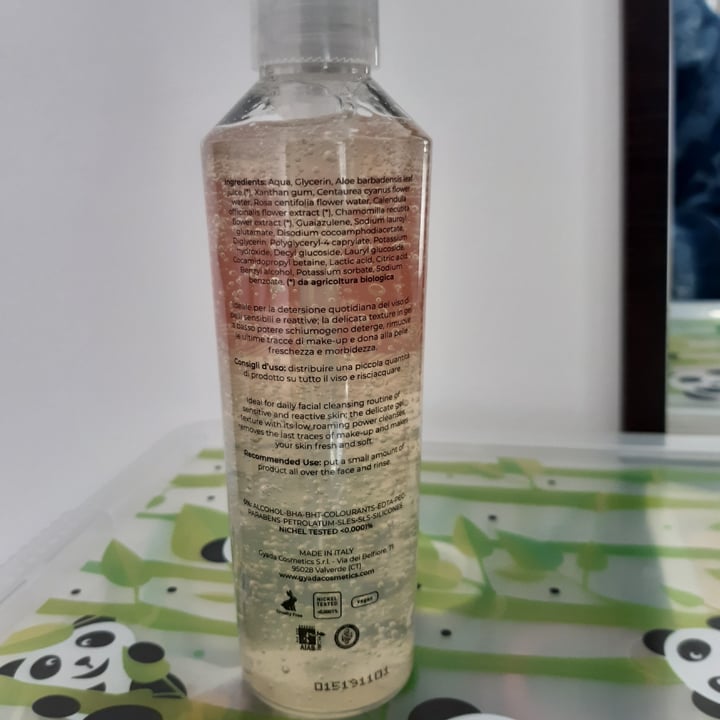 Ingredients: Aqua, Glycerin, Aloe barbadensis leaf
juice (*), Xanthan gum, Centaurea cyanus flower
water, Rosa centifolia flower water, Calendula
officinalis flower extract (*), Chamomilla recutita
flower extract (*), Guaiazulene, Sodium lauroyl
glutamate, Disodium cocoamphodiacetate,
Diglycerin, Polyglyceryl-4 caprylate, Potassium
hydroxide, Decyl glucoside, Lauryl glucoside,
Cocamidopropyl betaine, Lactic acid, Citric acid,
Benzyl alcohol, Potassium sorbate, Sodium
benzoate. (*) da agricoltura biologica
Ideale per la detersione quotidiana del viso di
pelli sensibili e reattive; la delicata texture in gel
a basso potere schiumogeno deterge, rimuove
le ultime tracce di make-up e dona alla pelle
freschezza e morbidezza.
Consigli d'uso: distribuire una piccola quantità
di prodotto su tutto il viso e risciacquare.
Ideal for daily facial cleansing routine of
sensitive and reactive skin; the delicate gel
texture with its low foaming power cleanses,
removes the last traces of make-up and makes
your skin fresh and soft.
Recommended Use: put a small amount of
product all over the face and rinse.
0% ALCOHOL-BHA-BHT-COLOURANTS-EDTA-PEG
PARABENS-PETROLATUM-SLES-SLS-SILICONES
NICHEL TESTED <0,0001%
MADE IN ITALY
Gyada Cosmetics S.r.l. - Via dei Belfiore, 71
95028 Valverde (CT)
www.gyadacosmetics.com
Cruelty Free
NICKEL
TESTED
<0,0001%
vegan
AIAB
015191101